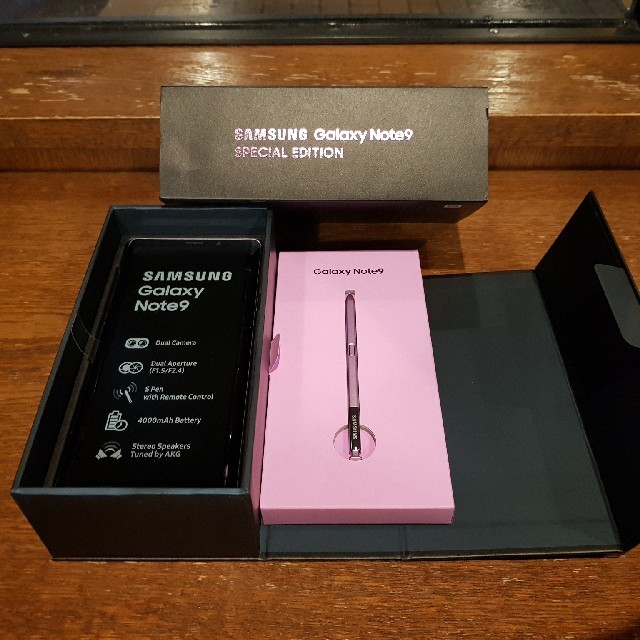 SAMSUNG Galaxy Note9
SPECIAL EDITION
SAMSUNG
Galaxy
Note9
Dual Camera
Dual Aperture
(F1.5/F2.4)
S Pen
with Remote Control
4000mAh Battery
Stereo Speakers
Tuned by AKG
Galaxy Note9
SAMSUNG